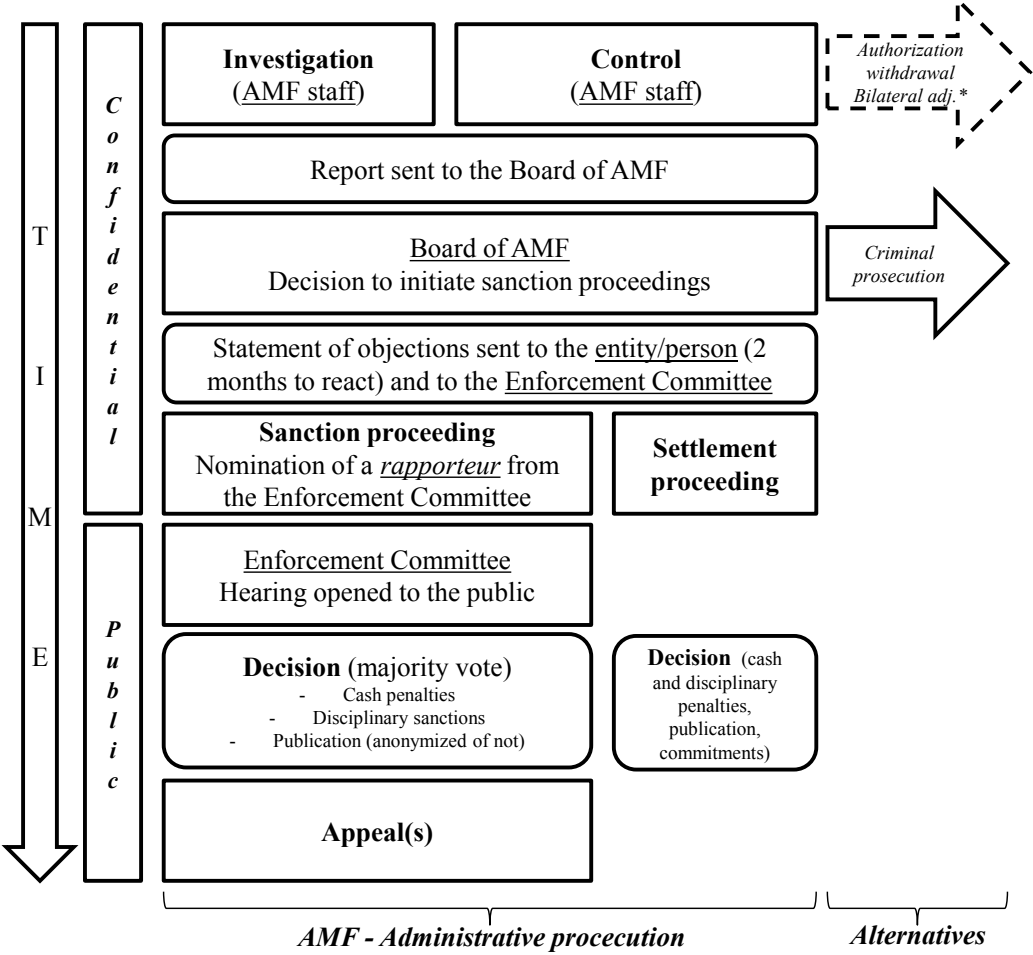 T
I
M
E
Confidential
Public
Investigation
(AMF staff)
Control
(AMF staff)
Authorization
withdrawal
Bilateral adj.*
Report sent to the Board of AMF
Board of AMF
Decision to initiate sanction proceedings
Criminal
prosecution
Statement of objections sent to the entity/person (2
months to react) and to the Enforcement Committee
Sanction proceeding
Nomination of a rapporteur from
the Enforcement Committee
Settlement
proceeding
Enforcement Committee
Hearing opened to the public
Decision (majority vote)
- Cash penalties
- Disciplinary sanctions
- Publication (anonymized of not)
Decision (cash
and disciplinary
penalties,
publication,
commitments)
Appeal(s)
AMF - Administrative procecution
Alternatives